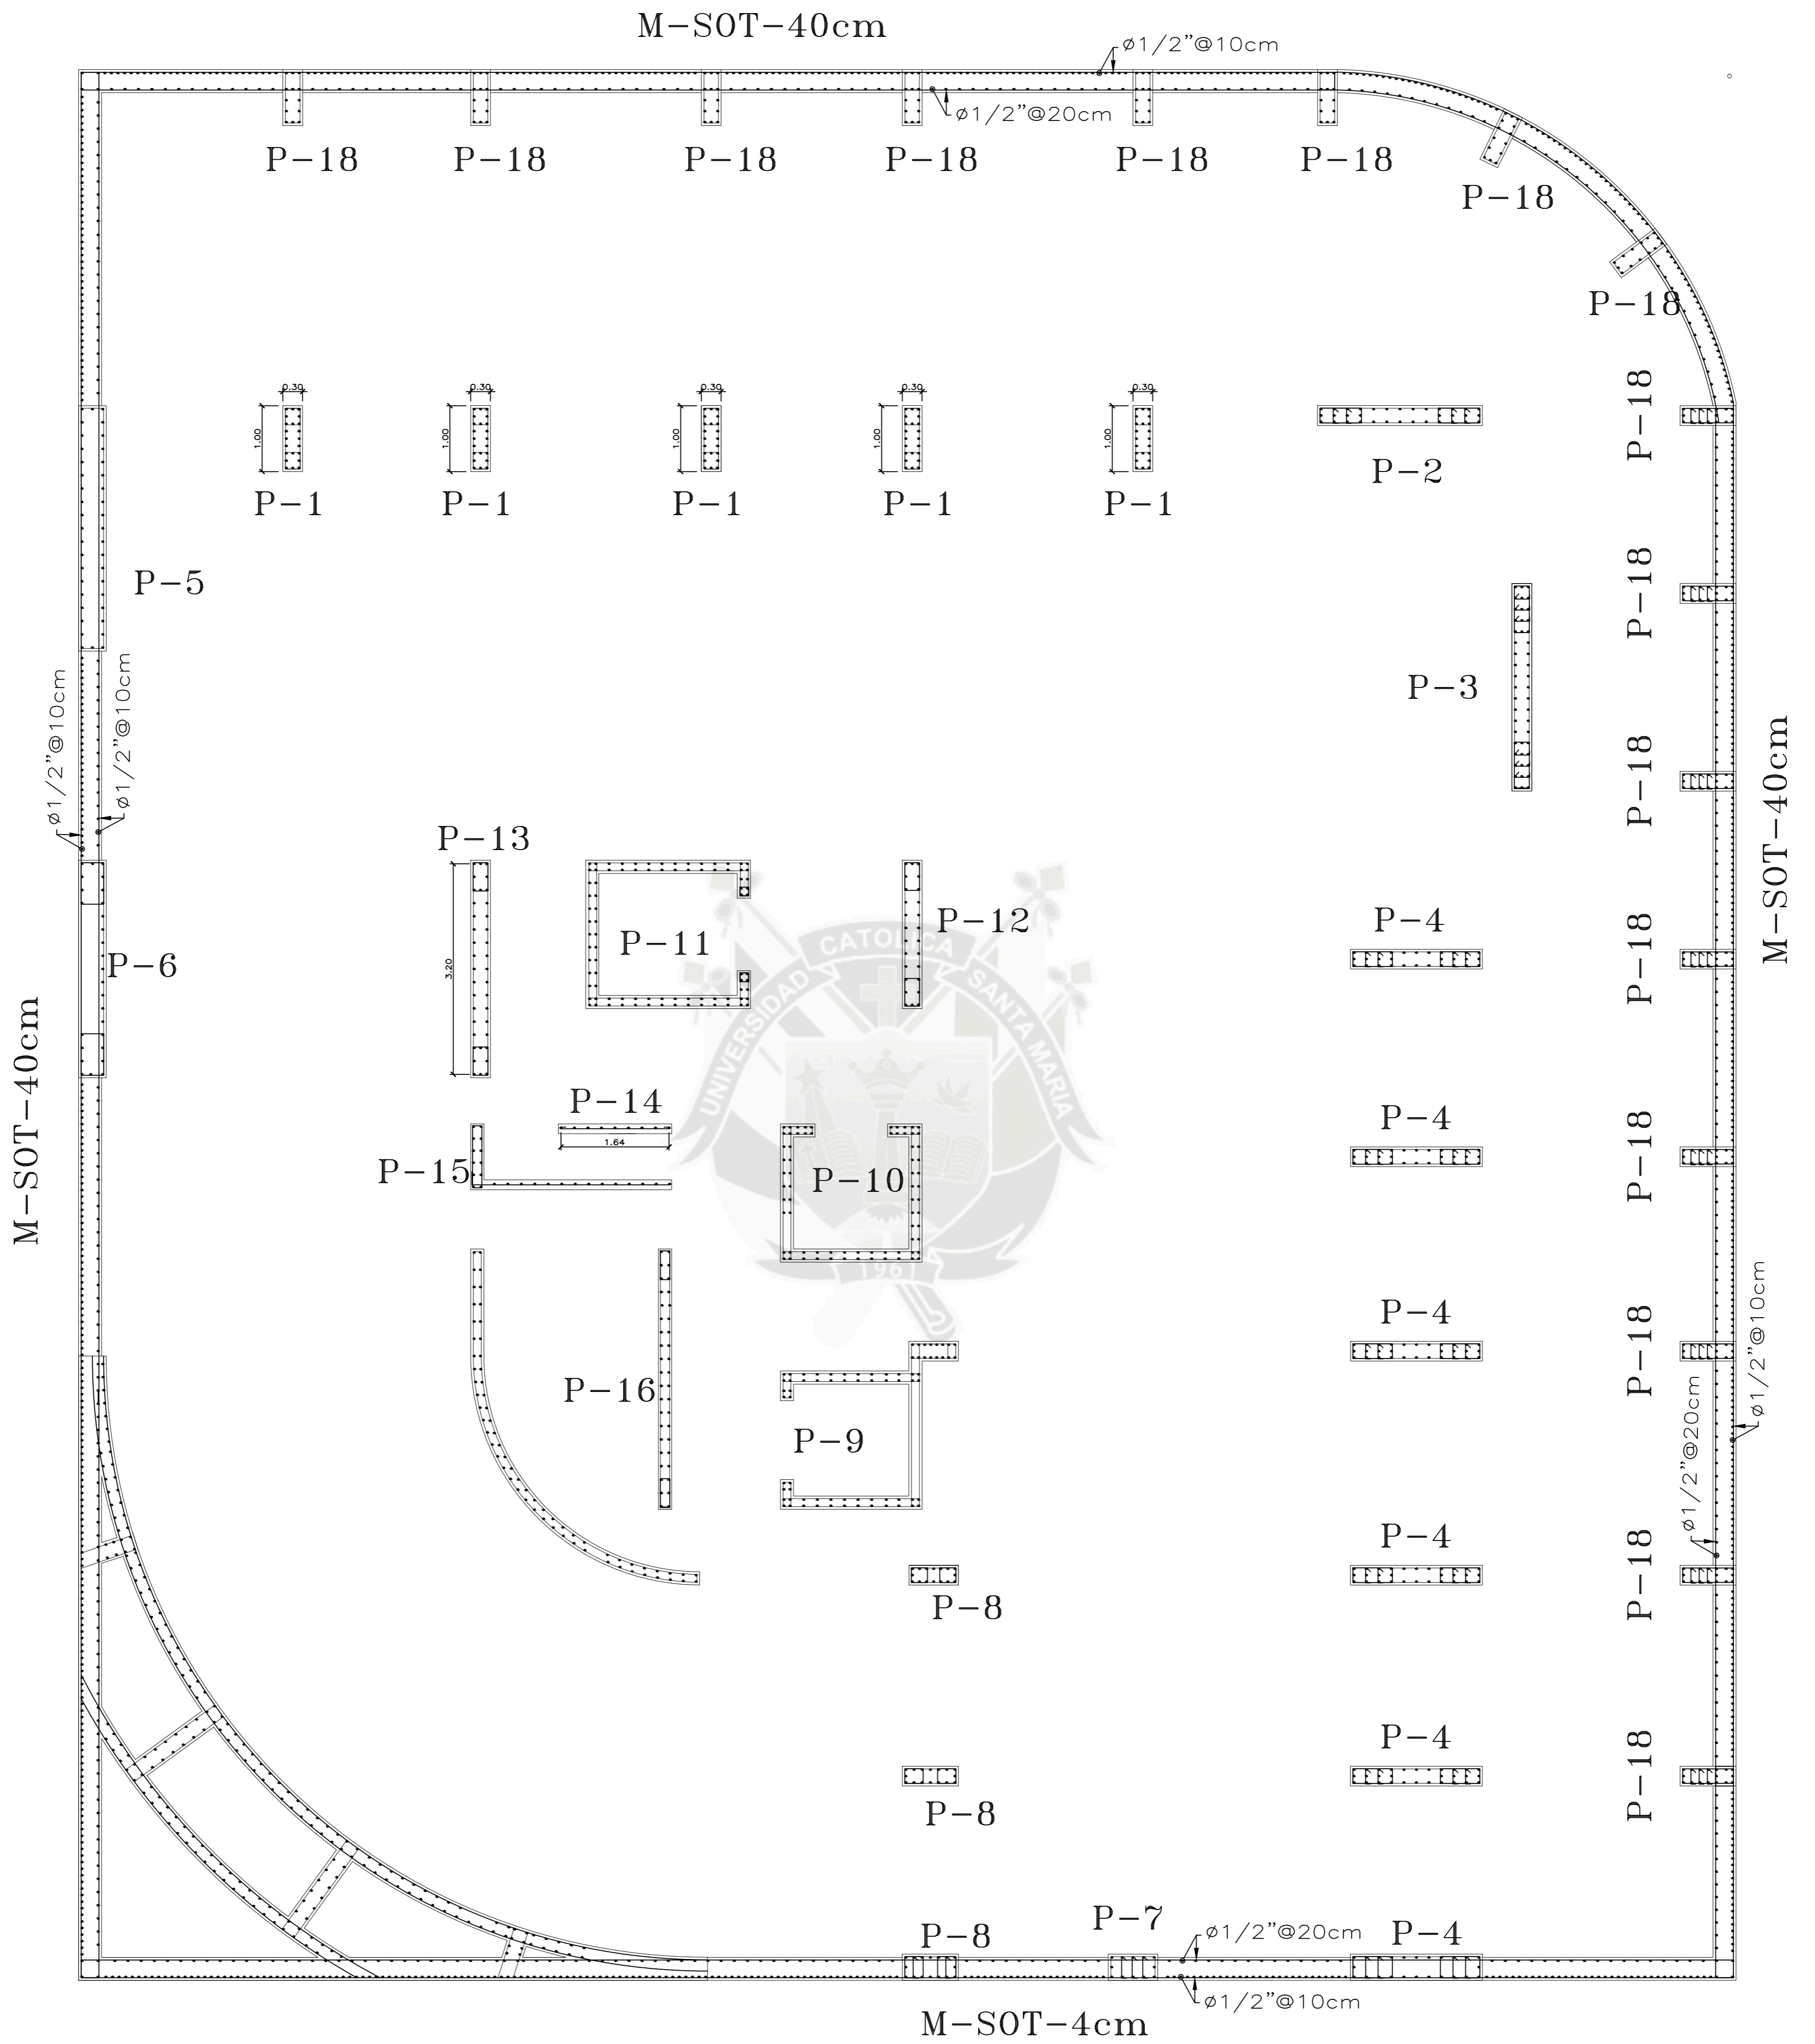 M-SOT-40cm
ø1/2"@10cm
ø1/2"@20cm
P-18
P-18
P-18
P-18
P-18
P-18
P-18
P-18
P-18
0.30
0.30
0.30
0.30
0.30
1.00
1.00
1.00
1.00
1.00
P-2
P-1
P-1
P-1
P-1
P-1
P-5
P-18
P-3
ø1/2"@10cm
ø1/2"@10cm
P-18
M-SOT-40cm
P-13
P-11
P-12
P-4
P-18
3.20
P-6
CATOLICA
UNIVERSIDAD
SANTA MARIA
M-SOT-40cm
P-14
1.64
P-15
P-10
P-4
P-18
1961
P-4
P-18
ø1/2"@10cm
P-16
P-9
ø1/2"@20cm
P-4
P-18
P-8
P-4
P-18
P-8
P-8
P-7
ø1/2"@20cm
P-4
ø1/2"@10cm
M-SOT-4cm